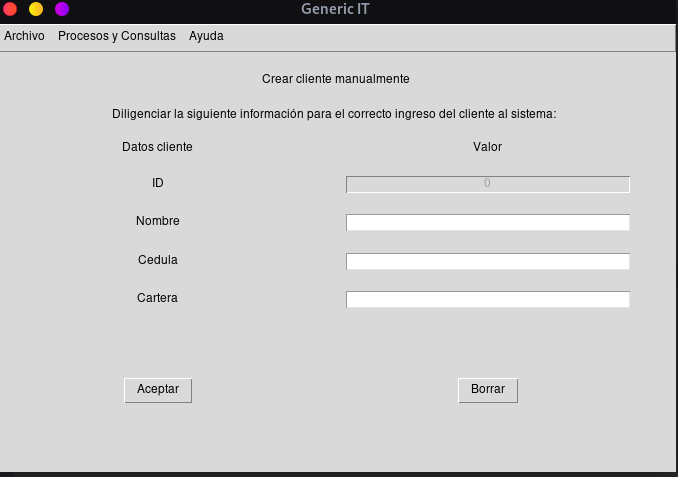 Generic IT
Archivo Procesos y Consultas Ayuda
Crear cliente manualmente
Diligenciar la siguiente información para el correcto ingreso del cliente al sistema:
Datos cliente Valor
ID 0
Nombre
Cedula
Cartera
Aceptar Borrar